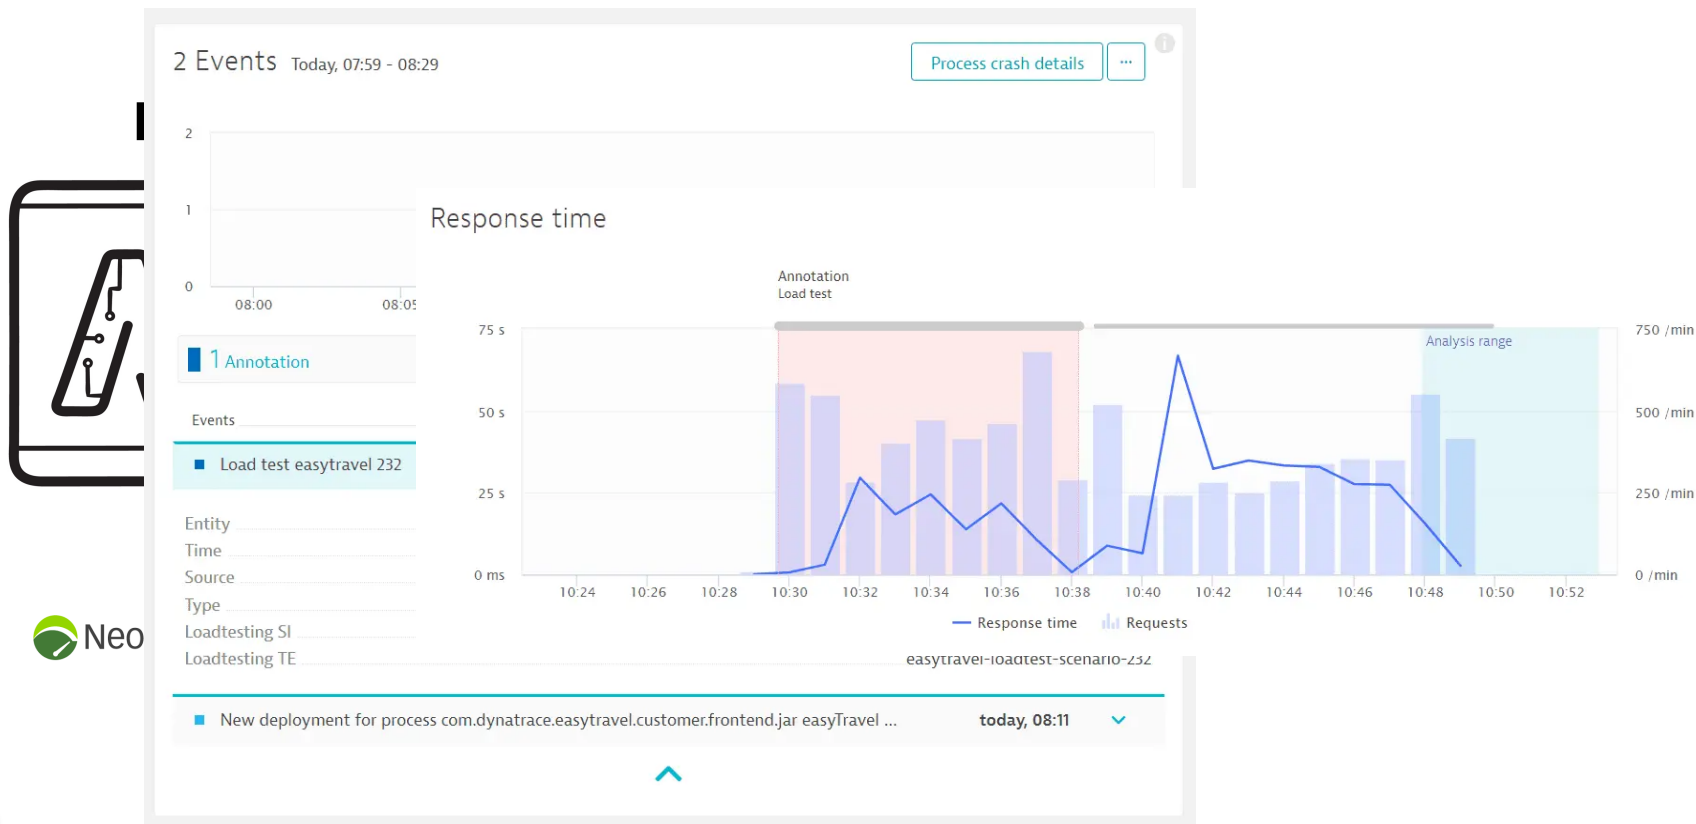 2 Events Today, 07:59 - 08:29
Process crash details
...
2
1
0
08:00
Response time
Annotation
Load test
75 s
50 s
25 s
0 ms
750 /min
500 /min
250 /min
0 /min
Analysis range
10:24 10:26 10:28 10:30 10:32 10:34 10:36 10:38 10:40 10:42 10:44 10:46 10:48 10:50 10:52
Response time Requests
1 Annotation
Events
Load test easytravel 232
Entity
Time
Source
Type
Loadtesting SI
Loadtesting TE
easytravel-loadtest-scenario-232
Neo
New deployment for process com.dynatrace.easytravel.customer.frontend.jar easyTravel ... today, 08:11